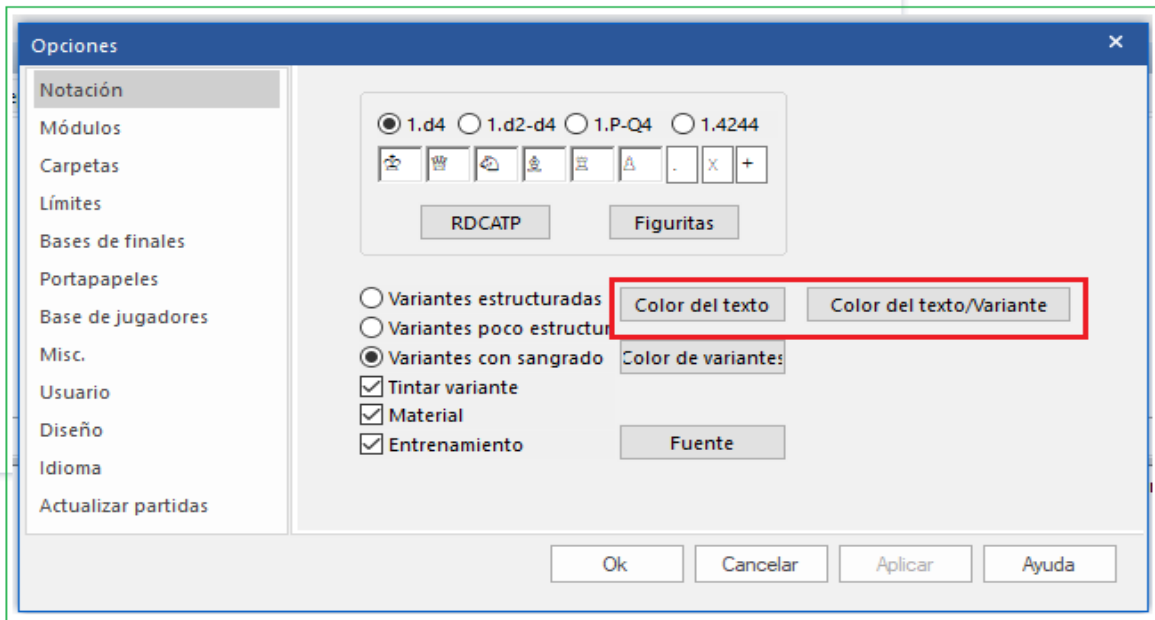 Opciones
Notación
Módulos
Carpetas
Límites
Bases de finales
Portapapeles
Base de jugadores
Misc.
Usuario
Diseño
Idioma
Actualizar partidas
1.d4 1.d2-d4 1.P-Q4 1.4244
♔ ♕ ♘ ♗ ♖ ♙ . x +
RDCATP Figuritas
Variantes estructuradas Color del texto Color del texto/Variante
Variantes poco estructur
Variantes con sangrado Color de variantes
Tintar variante
Material
Entrenamiento Fuente
Ok Cancelar Aplicar Ayuda